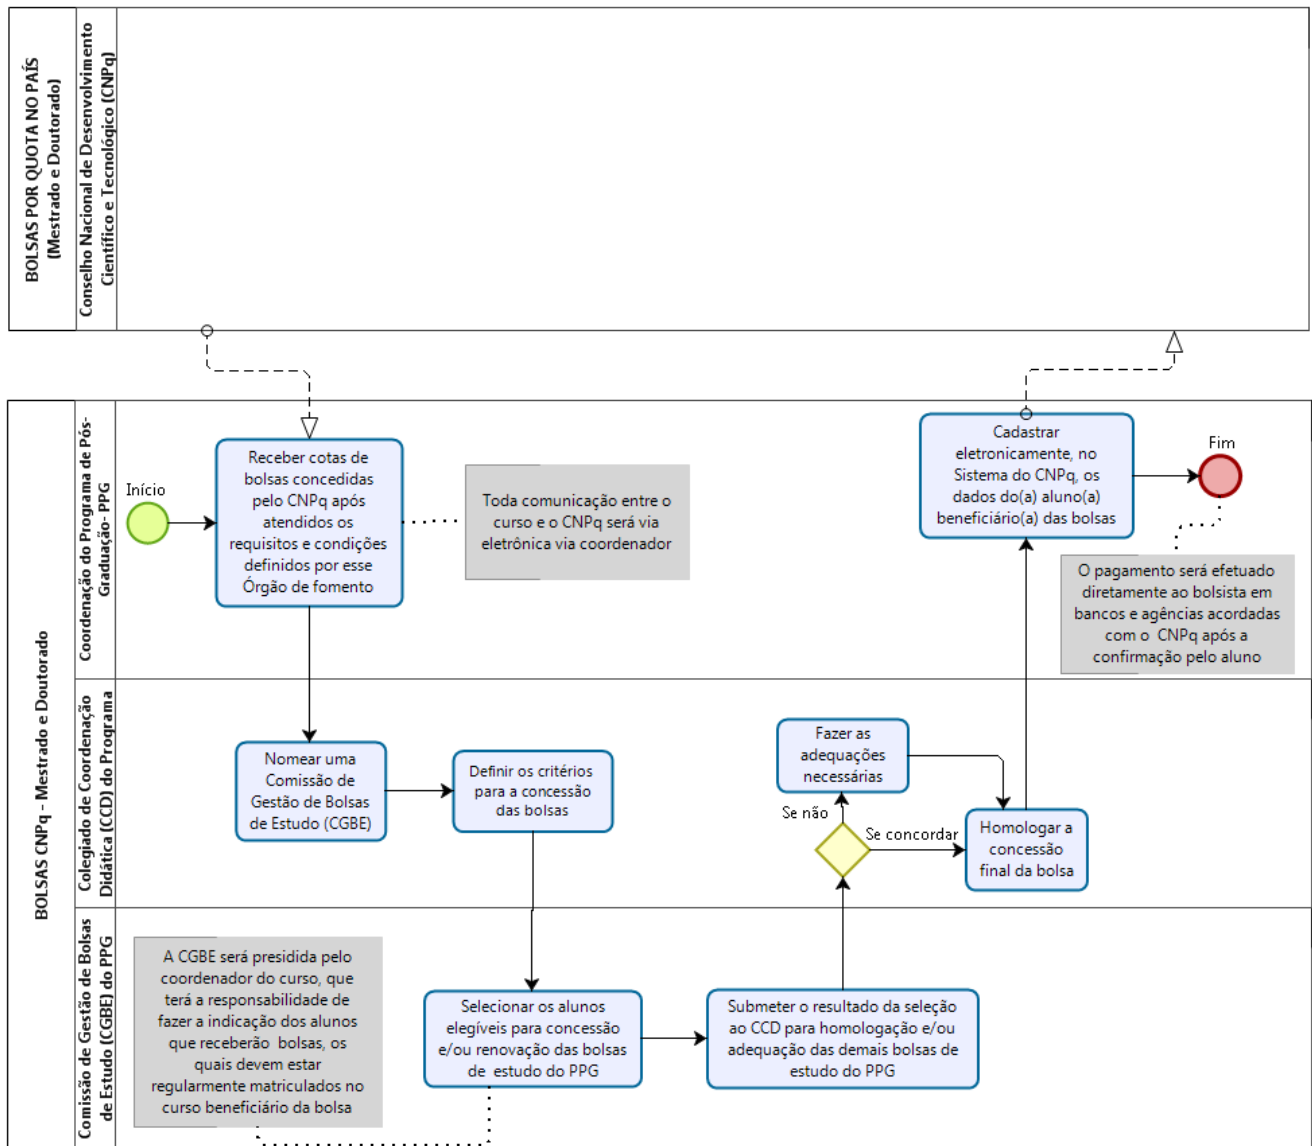 BOLSAS POR QUOTA NO PAÍS
(Mestrado e Doutorado)
Conselho Nacional de Desenvolvimento
Científico e Tecnológico (CNPq)
BOLSAS CNPq - Mestrado e Doutorado
Coordenação do Programa de Pós-
Graduação- PPG
Início
Receber cotas de
bolsas concedidas
pelo CNPq após
atendidos os
requisitos e condições
definidos por esse
Órgão de fomento
Toda comunicação entre o
curso e o CNPq será via
eletrônica via coordenador
Cadastrar
eletronicamente, no
Sistema do CNPq, os
dados do(a) aluno(a)
beneficiário(a) das bolsas
Fim
O pagamento será efetuado
diretamente ao bolsista em
bancos e agências acordadas
com o CNPq após a
confirmação pelo aluno
Colegiado de Coordenação
Didática (CCD) do Programa
Nomear uma
Comissão de
Gestão de Bolsas
de Estudo (CGBE)
Definir os critérios
para a concessão
das bolsas
Fazer as
adequações
necessárias
Se não
Se concordar
Homologar a
concessão
final da bolsa
Comissão de Gestão de Bolsas
de Estudo (CGBE) do PPG
A CGBE será presidida pelo
coordenador do curso, que
terá a responsabilidade de
fazer a indicação dos alunos
que receberão bolsas, os
quais devem estar
regularmente matriculados no
curso beneficiário da bolsa
Selecionar os alunos
elegíveis para concessão
e/ou renovação das bolsas
de estudo do PPG
Submeter o resultado da seleção
ao CCD para homologação e/ou
adequação das demais bolsas de
estudo do PPG